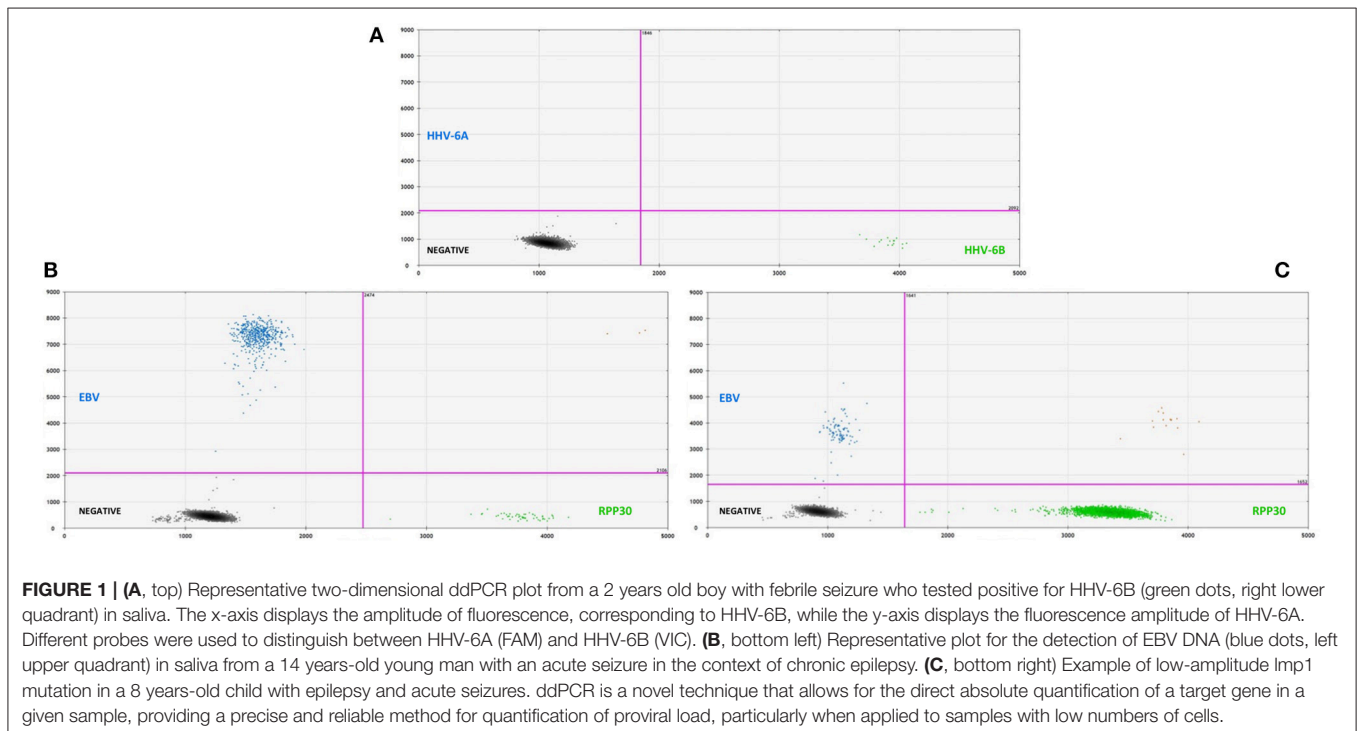 A
1846
9000
8000
7000
6000
5000
4000
3000
2000
1000
0
HHV-6A
2092
NEGATIVE
HHV-6B
0 1000 2000 3000 4000 5000
B
2474
9000
8000
7000
6000
5000
4000
3000
2000
1000
0
EBV
2106
NEGATIVE
RPP30
0 1000 2000 3000 4000 5000
C
1641
9000
8000
7000
6000
5000
4000
3000
2000
1000
0
EBV
NEGATIVE
RPP30
0 1000 2000 3000 4000 5000
FIGURE 1 | (A, top) Representative two-dimensional ddPCR plot from a 2 years old boy with febrile seizure who tested positive for HHV-6B (green dots, right lower
quadrant) in saliva. The x-axis displays the amplitude of fluorescence, corresponding to HHV-6B, while the y-axis displays the fluorescence amplitude of HHV-6A.
Different probes were used to distinguish between HHV-6A (FAM) and HHV-6B (VIC). (B, bottom left) Representative plot for the detection of EBV DNA (blue dots, left
upper quadrant) in saliva from a 14 years-old young man with an acute seizure in the context of chronic epilepsy. (C, bottom right) Example of low-amplitude lmp1
mutation in a 8 years-old child with epilepsy and acute seizures. ddPCR is a novel technique that allows for the direct absolute quantification of a target gene in a
given sample, providing a precise and reliable method for quantification of proviral load, particularly when applied to samples with low numbers of cells.